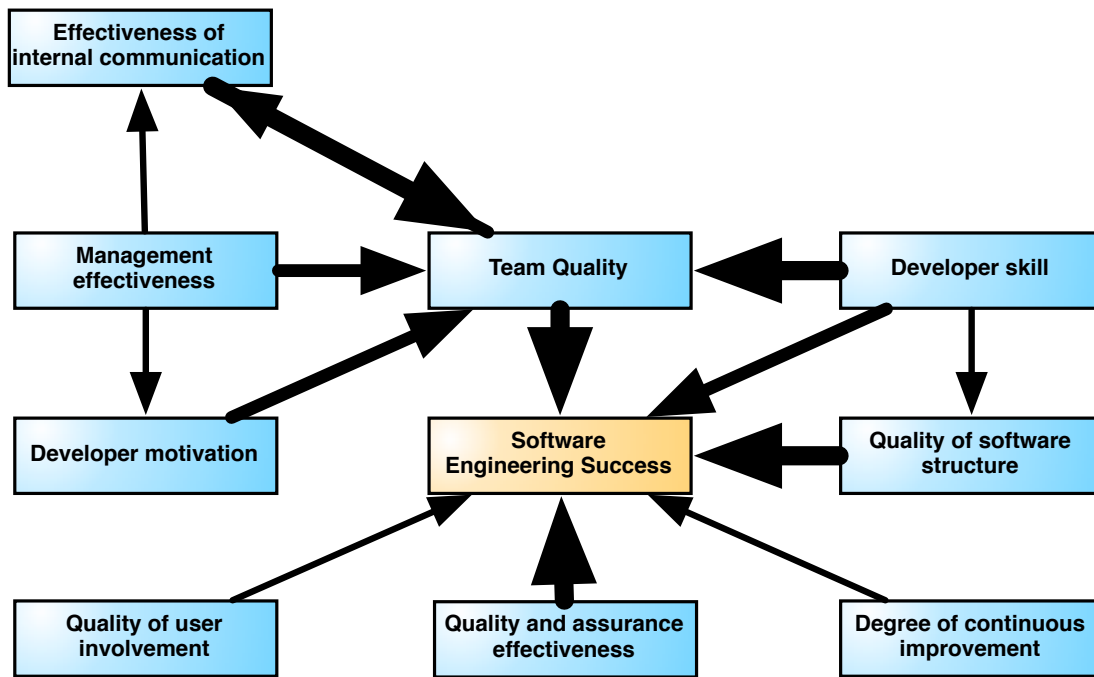 Effectiveness of
internal communication
Management
effectiveness
Team Quality
Developer skill
Developer motivation
Software
Engineering Success
Quality of software
structure
Quality of user
involvement
Quality and assurance
effectiveness
Degree of continuous
improvement